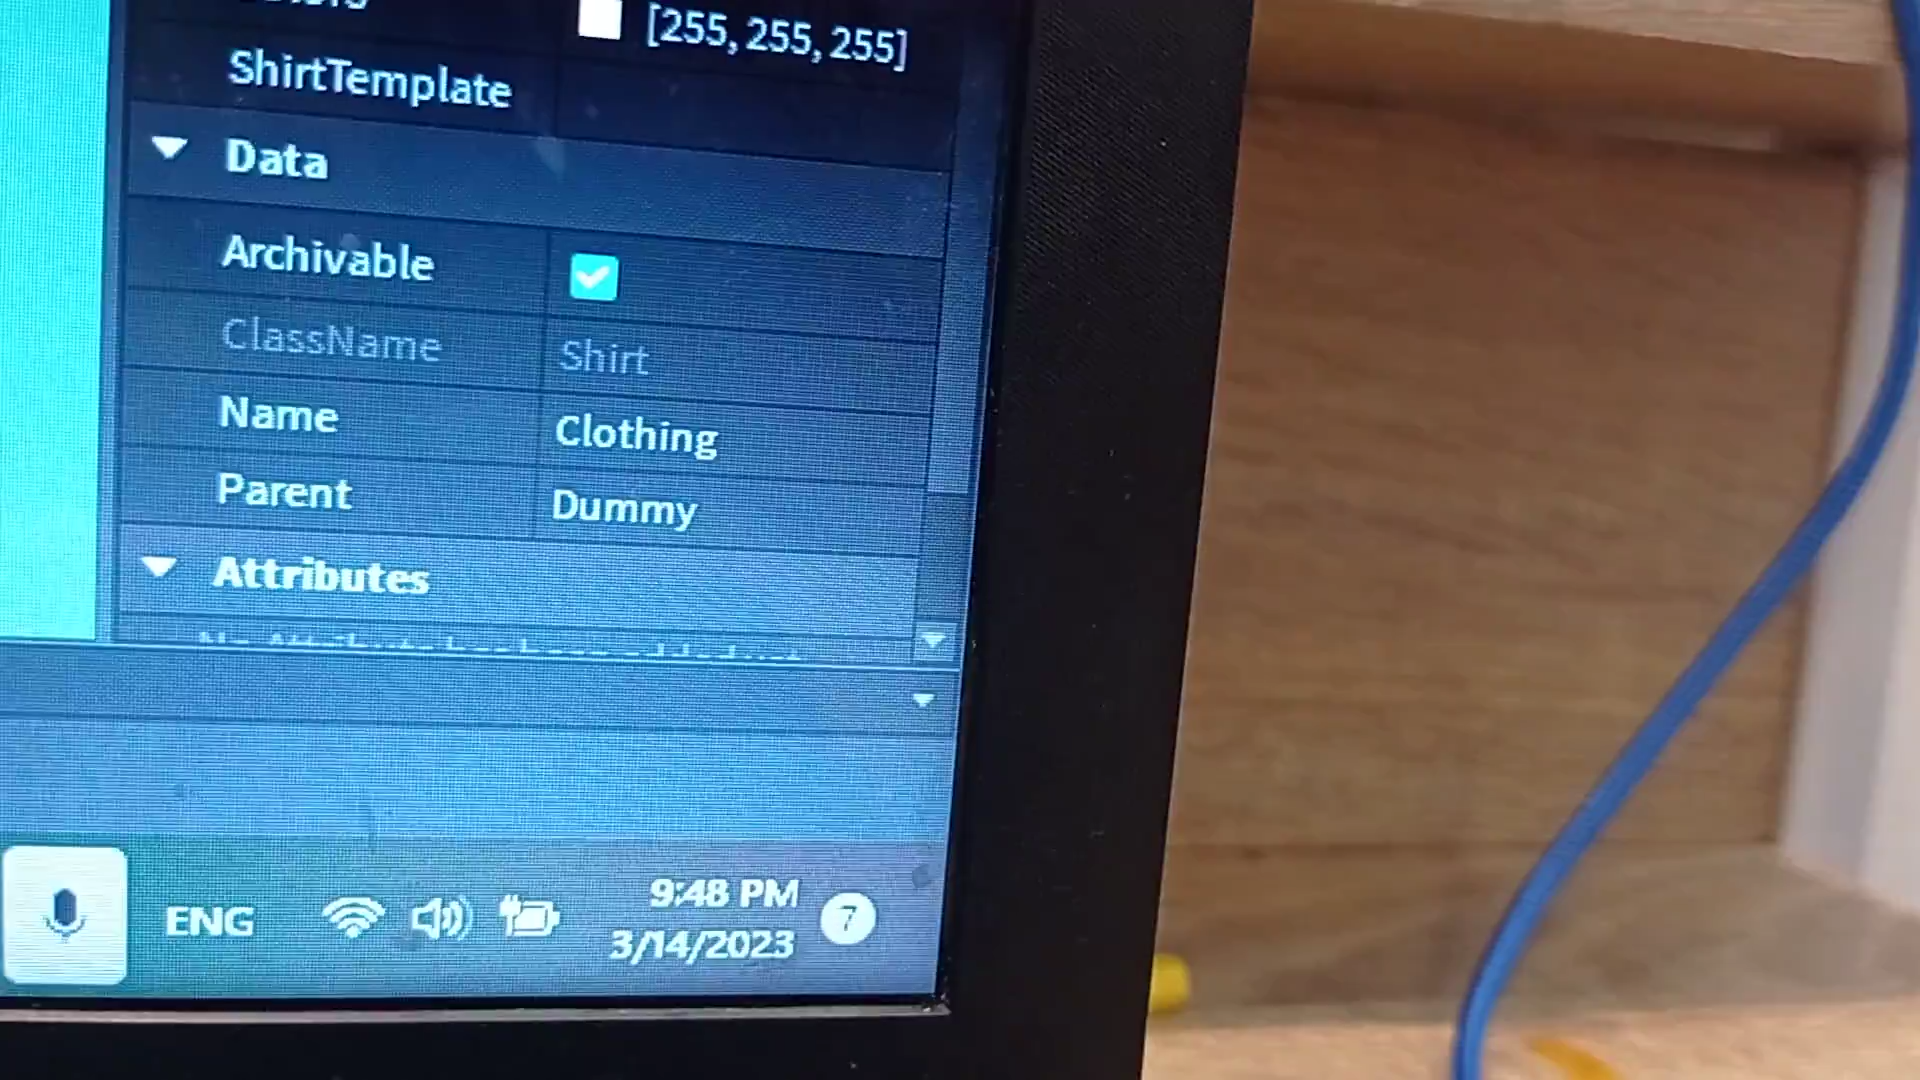 [255, 255, 255]
ShirtTemplate
Data
Archivable
ClassName Shirt
Name Clothing
Parent Dummy
Attributes
ENG 9:48 PM 7
3/14/2023